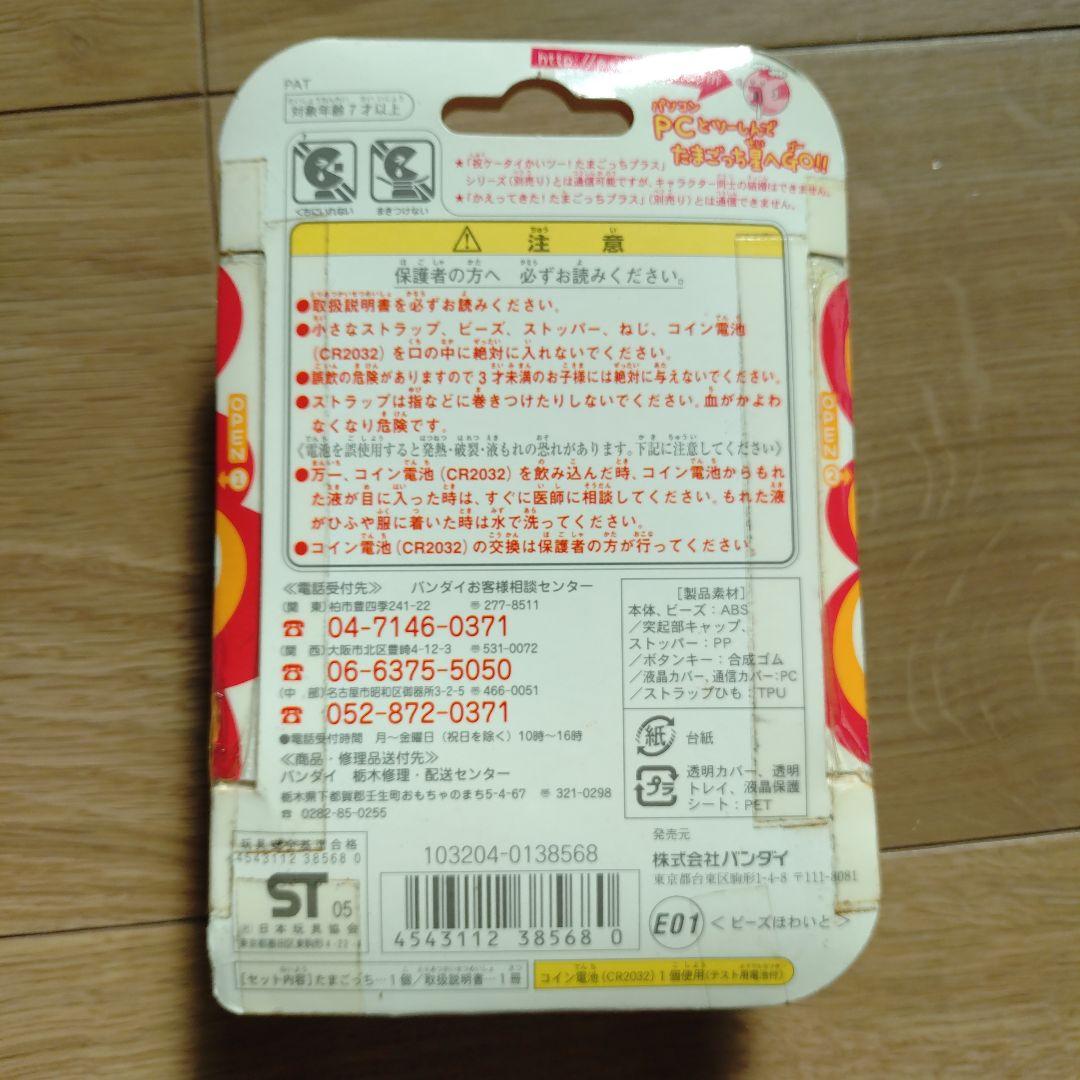 http://
PAT
対象年齢7才以上
くちにいれない
まきつけない
パソコン
PCとツーしんで
たまごっち星へGO!!
★「祝ケータイかいツー!たまごっちプラス」
シリーズ(別売り)とは通信可能ですが、キャラクター同士の結婚はできません。
★「かえってきた!たまごっちプラス」(別売り)とは通信できません。
注意
保護者の方へ 必ずお読みください。
●取扱説明書を必ずお読みください。
●小さなストラップ、ビーズ、ストッパー、ねじ、コイン電池
(CR2032)を口の中に絶対に入れないでください。
●誤飲の危険がありますので3才未満のお子様には絶対に与えないでください。
●ストラップは指などに巻きつけたりしないでください。血がかよわ
なくなり危険です。
《電池を誤使用すると発熱・破裂・液もれの恐れがあります。下記に注意してください》
●万一、コイン電池(CR2032)を飲み込んだ時、コイン電池からもれ
た液が目に入った時は、すぐに医師に相談してください。もれた液
がひふや服に着いた時は水で洗ってください。
●コイン電池(CR2032)の交換は保護者の方が行ってください。
OPEN
1
OPEN
2
≪電話受付先≫ バンダイお客様相談センター
(関 東)柏市豊四季241-22 〒277-8511
☎ 04-7146-0371
(関 西)大阪市北区豊崎4-12-3 〒531-0072
☎ 06-6375-5050
(中 部)名古屋市昭和区御器所3-2-5 〒466-0051
☎ 052-872-0371
●電話受付時間 月〜金曜日(祝日を除く)10時〜16時
≪商品・修理品送付先≫
バンダイ 栃木修理・配送センター
栃木県下都賀郡壬生町おもちゃのまち5-4-67 〒321-0298
☎ 0282-85-0255
[製品素材]
本体、ビーズ:ABS
/突起部キャップ、
ストッパー:PP
/ボタンキー:合成ゴム
/液晶カバー、通信カバー:PC
/ストラップひも:TPU
紙
台紙
プラ
透明カバー、透明
トレイ、液晶保護
シート:PET
発売元
株式会社バンダイ
東京都台東区駒形1-4-8 〒111-8081
E01
<ビーズほわいと>
玩具安全基準合格
4543112 38568 0
ST 05
日本玩具協会
東京都墨田区東駒形4-22-4
103204-0138568
4543112 385680
[セット内容]たまごっち…1個/取扱説明書…1冊
コイン電池(CR2032)1個使用(テスト用電池付)